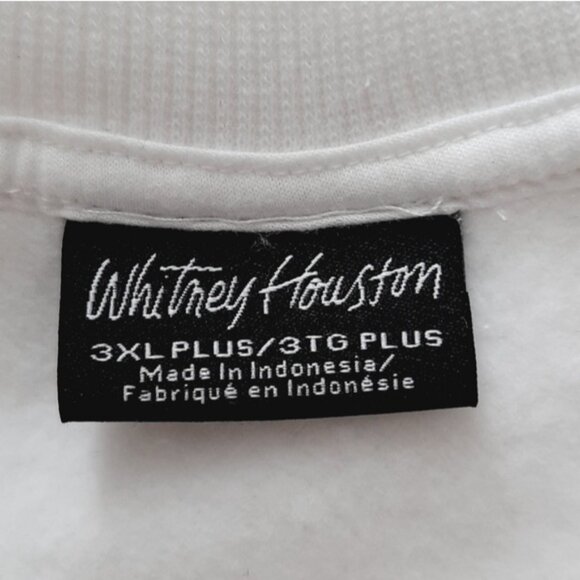 Whitney Houston
3XL PLUS/3TG PLUS
Made In Indonesia/
Fabriqué en Indonésie